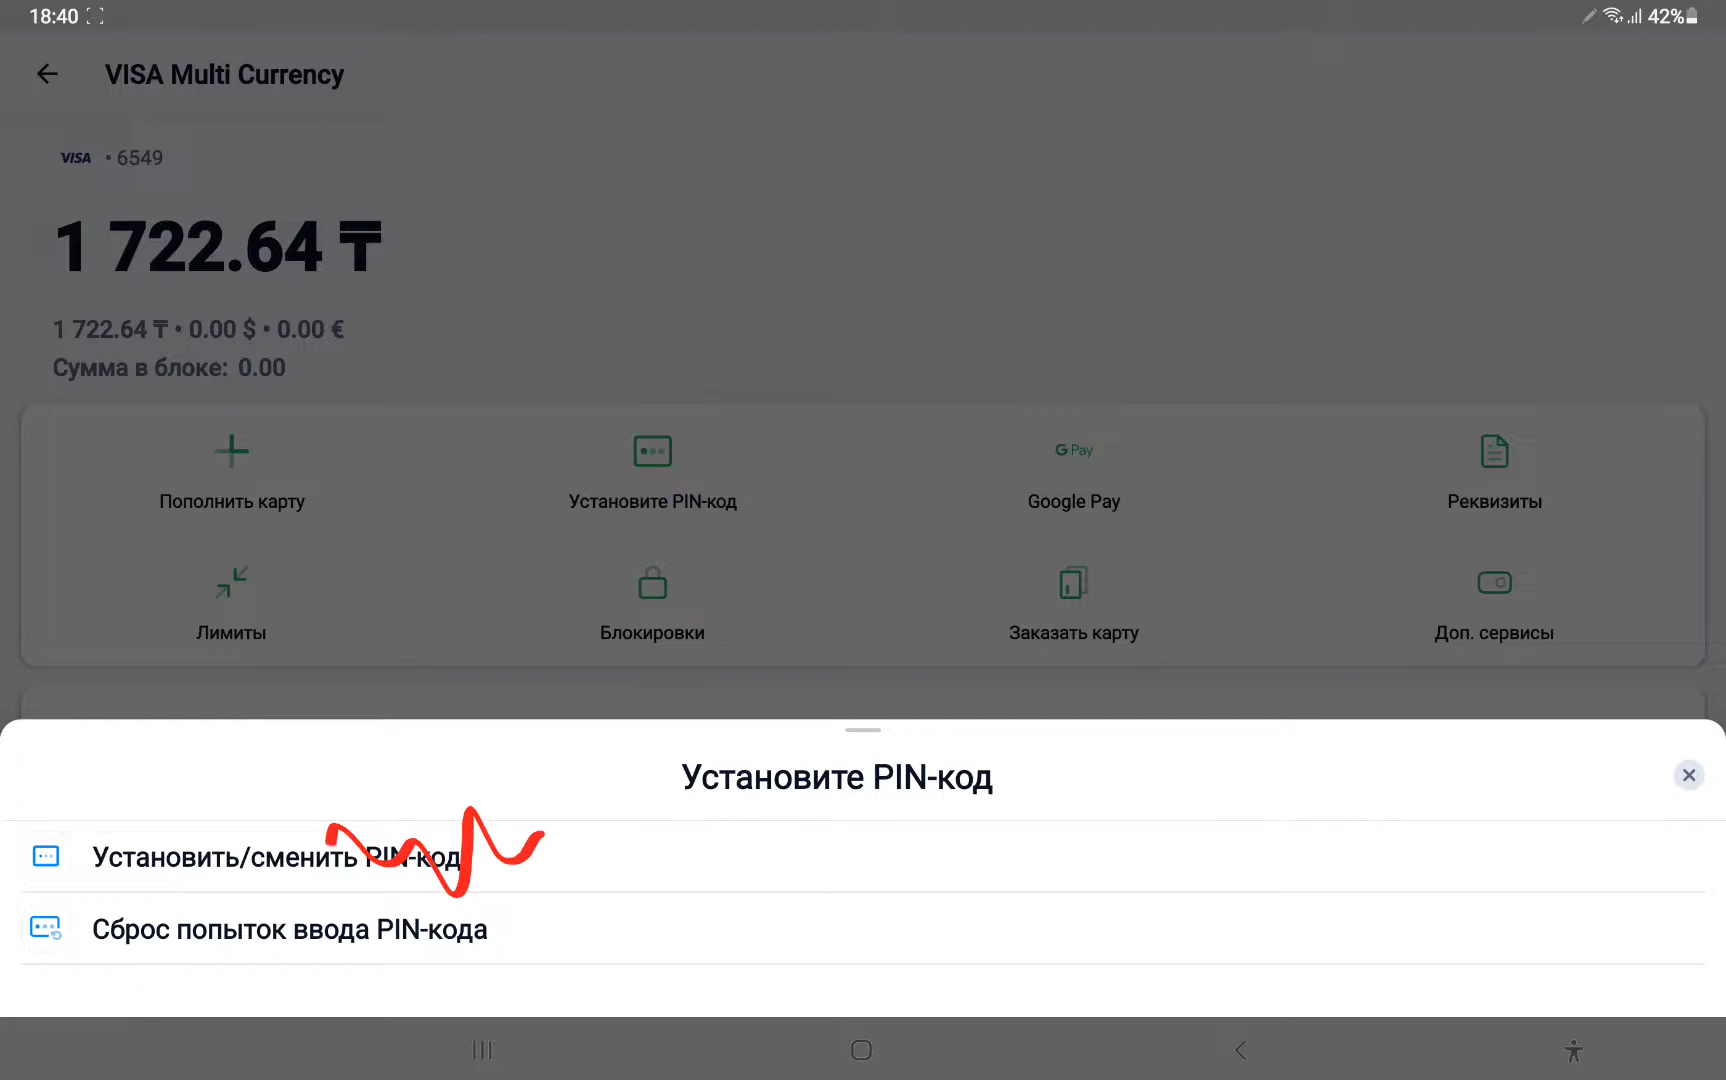 18:40
42%
VISA Multi Currency
VISA • 6549
1 722.64 ₸
1 722.64 ₸ • 0.00 $ • 0.00 €
Сумма в блоке: 0.00
Пополнить карту
Установите PIN-код
G Pay
Google Pay
Реквизиты
Лимиты
Блокировки
Заказать карту
Доп. сервисы
Установите PIN-код
Установить/сменить PIN-код
Сброс попыток ввода PIN-кода